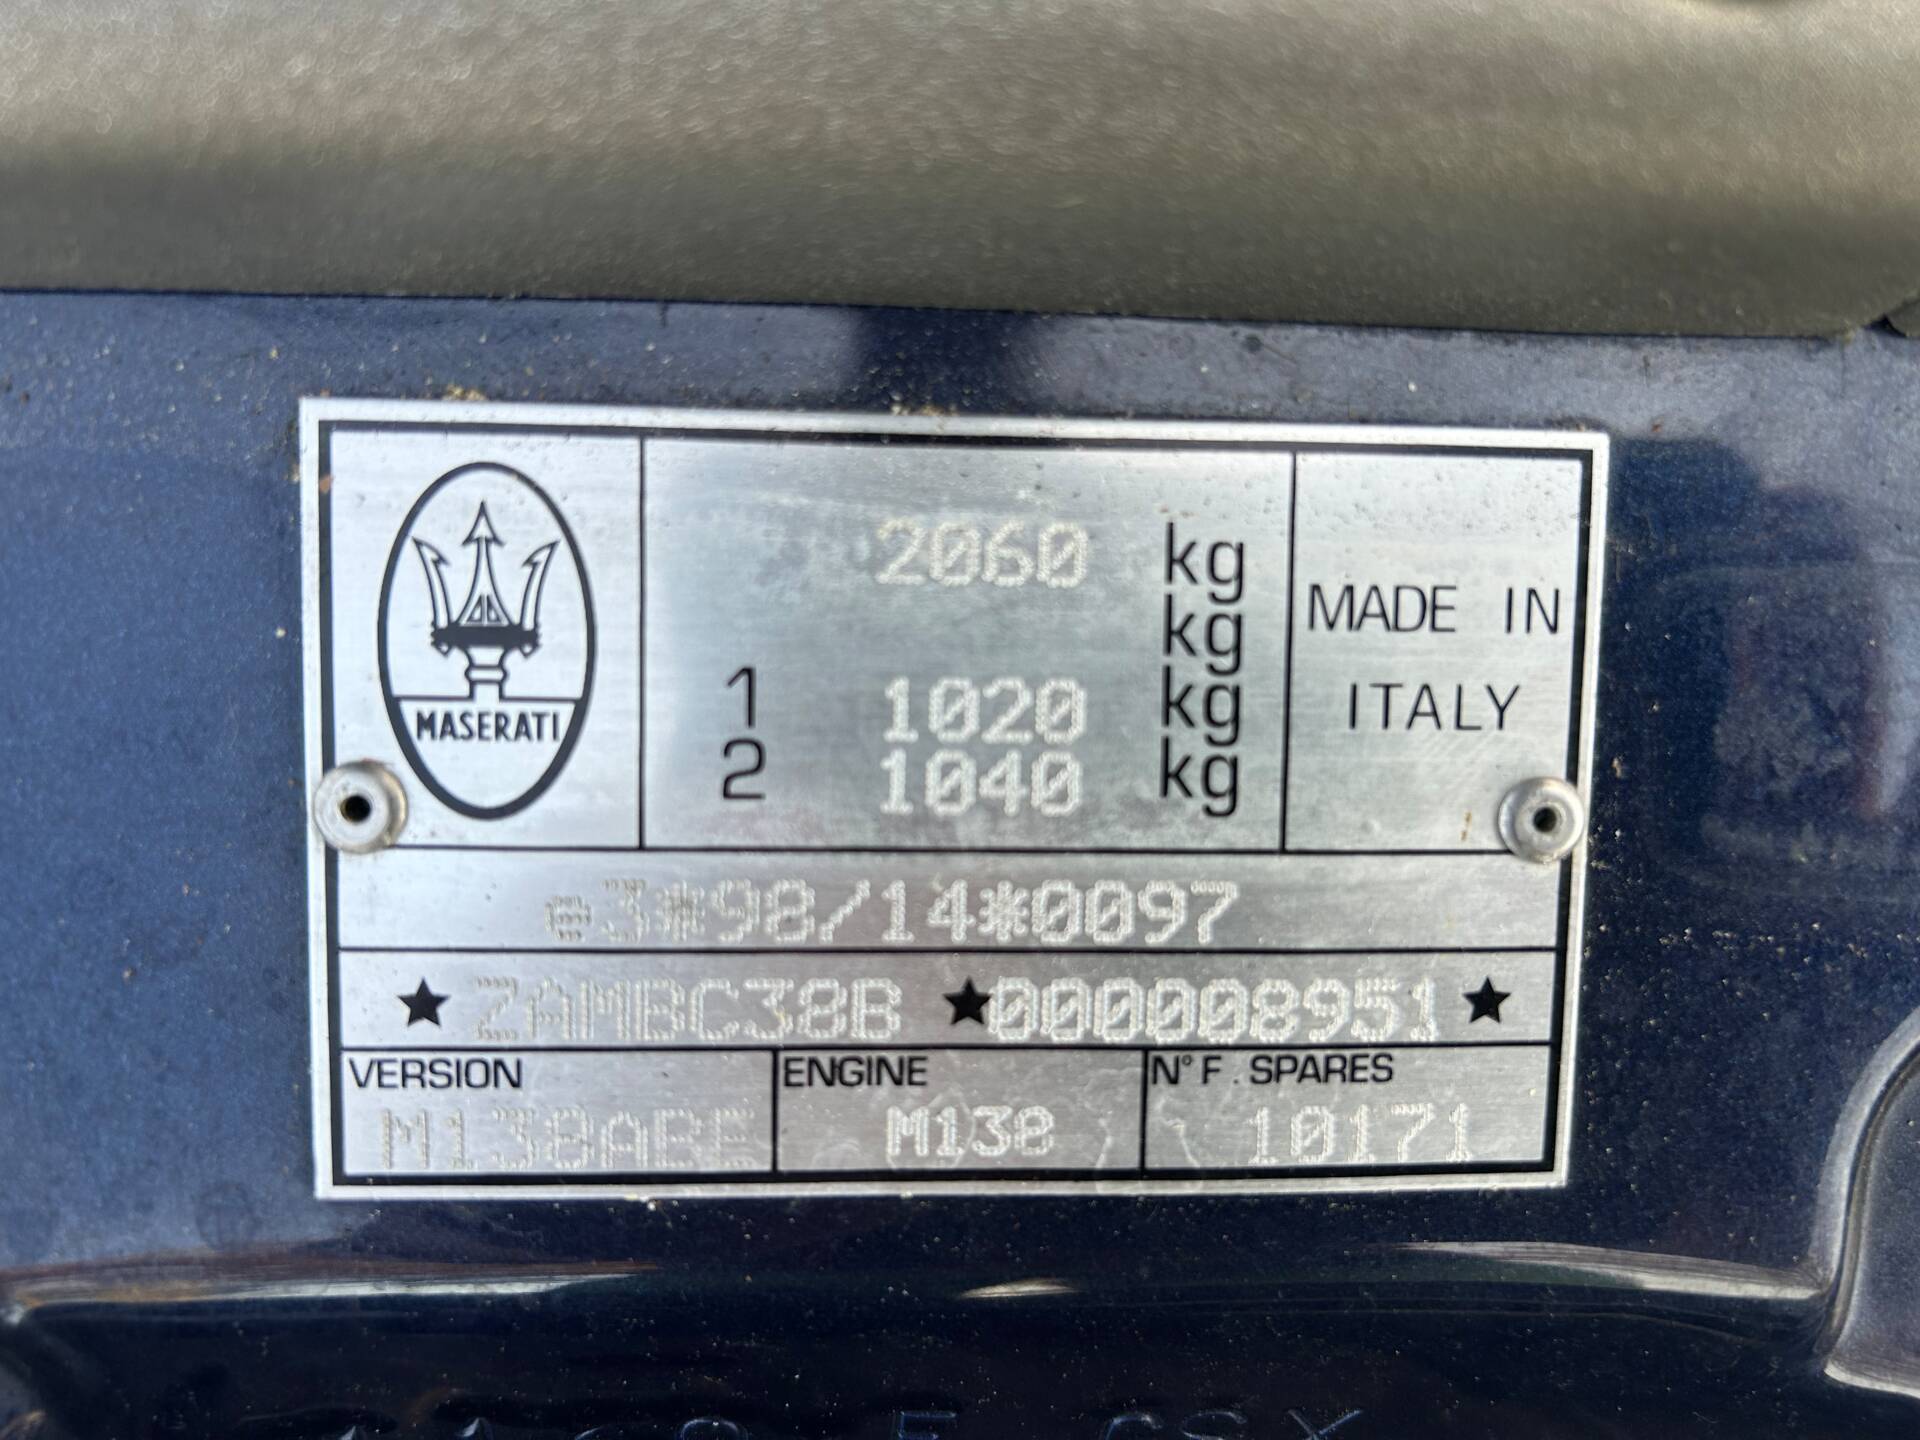 MASERATI
2060 kg
kg
1 1020 kg
2 1040 kg
MADE IN
ITALY
e3*98/14*0097
★ ZAMBC38B ★ 000008951 ★
VERSION
M138ABE
ENGINE
M138
N° F. SPARES
10171